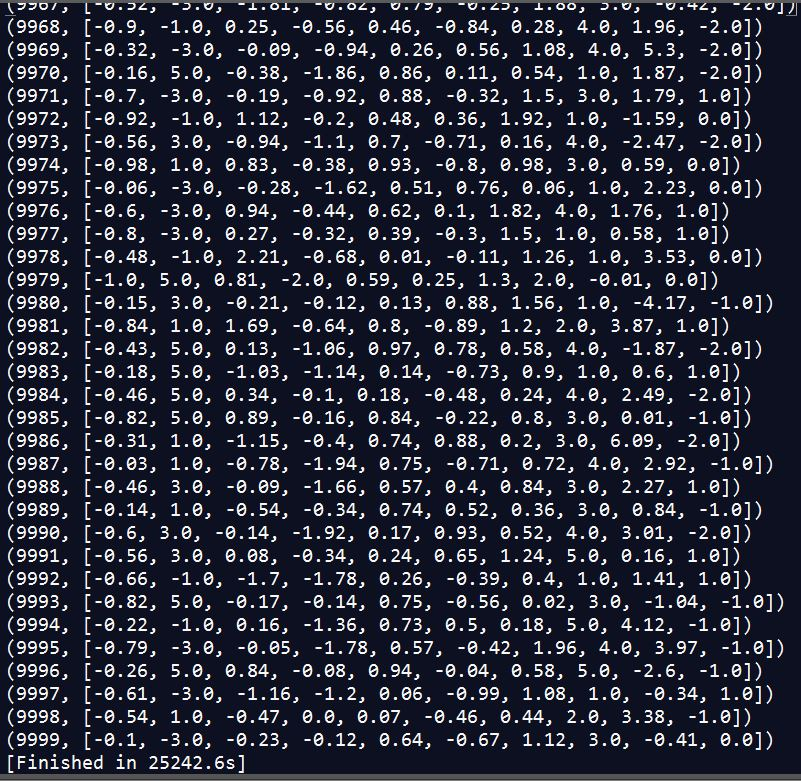 (9967, [-0.52, -3.0, -1.81, -0.82, 0.79, -0.25, 1.88, 3.0, -0.42, -2.0])
(9968, [-0.9, -1.0, 0.25, -0.56, 0.46, -0.84, 0.28, 4.0, 1.96, -2.0])
(9969, [-0.32, -3.0, -0.09, -0.94, 0.26, 0.56, 1.08, 4.0, 5.3, -2.0])
(9970, [-0.16, 5.0, -0.38, -1.86, 0.86, 0.11, 0.54, 1.0, 1.87, -2.0])
(9971, [-0.7, -3.0, -0.19, -0.92, 0.88, -0.32, 1.5, 3.0, 1.79, 1.0])
(9972, [-0.92, -1.0, 1.12, -0.2, 0.48, 0.36, 1.92, 1.0, -1.59, 0.0])
(9973, [-0.56, 3.0, -0.94, -1.1, 0.7, -0.71, 0.16, 4.0, -2.47, -2.0])
(9974, [-0.98, 1.0, 0.83, -0.38, 0.93, -0.8, 0.98, 3.0, 0.59, 0.0])
(9975, [-0.06, -3.0, -0.28, -1.62, 0.51, 0.76, 0.06, 1.0, 2.23, 0.0])
(9976, [-0.6, -3.0, 0.94, -0.44, 0.62, 0.1, 1.82, 4.0, 1.76, 1.0])
(9977, [-0.8, -3.0, 0.27, -0.32, 0.39, -0.3, 1.5, 1.0, 0.58, 1.0])
(9978, [-0.48, -1.0, 2.21, -0.68, 0.01, -0.11, 1.26, 1.0, 3.53, 0.0])
(9979, [-1.0, 5.0, 0.81, -2.0, 0.59, 0.25, 1.3, 2.0, -0.01, 0.0])
(9980, [-0.15, 3.0, -0.21, -0.12, 0.13, 0.88, 1.56, 1.0, -4.17, -1.0])
(9981, [-0.84, 1.0, 1.69, -0.64, 0.8, -0.89, 1.2, 2.0, 3.87, 1.0])
(9982, [-0.43, 5.0, 0.13, -1.06, 0.97, 0.78, 0.58, 4.0, -1.87, -2.0])
(9983, [-0.18, 5.0, -1.03, -1.14, 0.14, -0.73, 0.9, 1.0, 0.6, 1.0])
(9984, [-0.46, 5.0, 0.34, -0.1, 0.18, -0.48, 0.24, 4.0, 2.49, -2.0])
(9985, [-0.82, 5.0, 0.89, -0.16, 0.84, -0.22, 0.8, 3.0, 0.01, -1.0])
(9986, [-0.31, 1.0, -1.15, -0.4, 0.74, 0.88, 0.2, 3.0, 6.09, -2.0])
(9987, [-0.03, 1.0, -0.78, -1.94, 0.75, -0.71, 0.72, 4.0, 2.92, -1.0])
(9988, [-0.46, 3.0, -0.09, -1.66, 0.57, 0.4, 0.84, 3.0, 2.27, 1.0])
(9989, [-0.14, 1.0, -0.54, -0.34, 0.74, 0.52, 0.36, 3.0, 0.84, -1.0])
(9990, [-0.6, 3.0, -0.14, -1.92, 0.17, 0.93, 0.52, 4.0, 3.01, -2.0])
(9991, [-0.56, 3.0, 0.08, -0.34, 0.24, 0.65, 1.24, 5.0, 0.16, 1.0])
(9992, [-0.66, -1.0, -1.7, -1.78, 0.26, -0.39, 0.4, 1.0, 1.41, 1.0])
(9993, [-0.82, 5.0, -0.17, -0.14, 0.75, -0.56, 0.02, 3.0, -1.04, -1.0])
(9994, [-0.22, -1.0, 0.16, -1.36, 0.73, 0.5, 0.18, 5.0, 4.12, -1.0])
(9995, [-0.79, -3.0, -0.05, -1.78, 0.57, -0.42, 1.96, 4.0, 3.97, -1.0])
(9996, [-0.26, 5.0, 0.84, -0.08, 0.94, -0.04, 0.58, 5.0, -2.6, -1.0])
(9997, [-0.61, -3.0, -1.16, -1.2, 0.06, -0.99, 1.08, 1.0, -0.34, 1.0])
(9998, [-0.54, 1.0, -0.47, 0.0, 0.07, -0.46, 0.44, 2.0, 3.38, -1.0])
(9999, [-0.1, -3.0, -0.23, -0.12, 0.64, -0.67, 1.12, 3.0, -0.41, 0.0])
[Finished in 25242.6s]